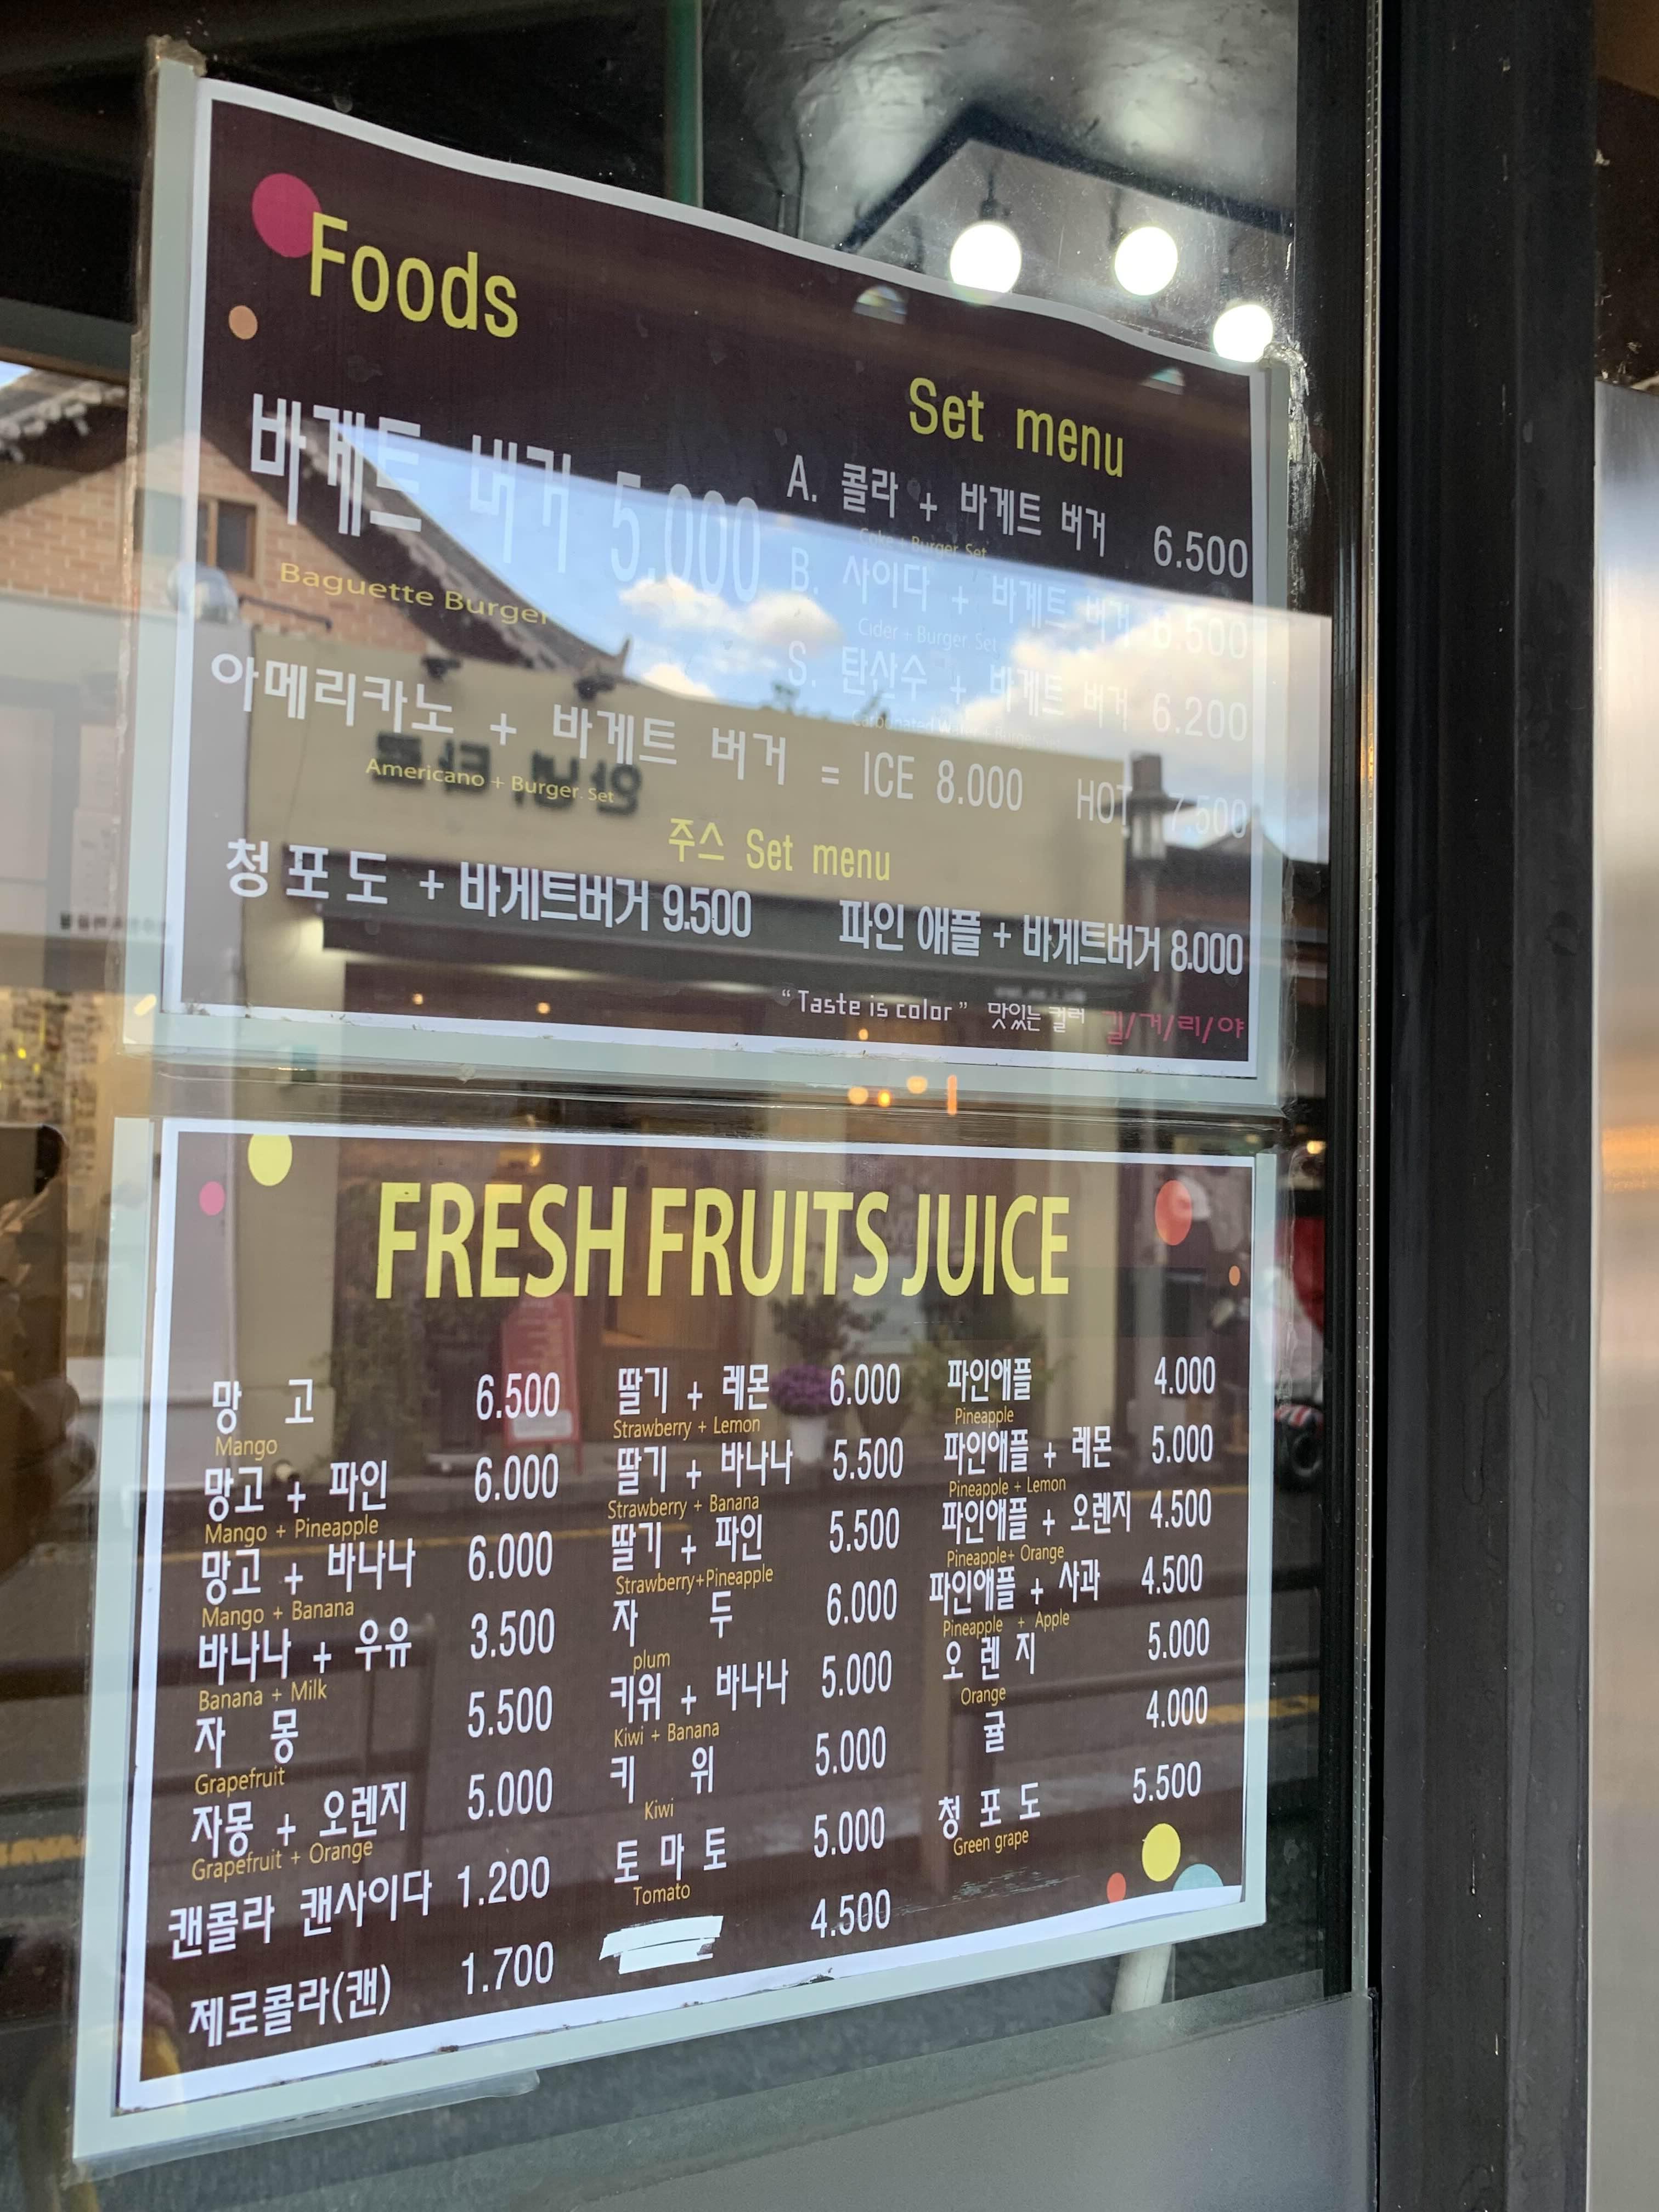 Foods
바게트 버거 5.000
Baguette Burger
Set menu
A. 콜라 + 바게트 버거 6.500
Coke + Burger. Set
B. 사이다 + 바게트 버거 6.500
Cider + Burger. Set
S. 탄산수 + 바게트 버거 6.200
아메리카노 + 바게트 버거 = ICE 8.000 HOT 7.500
Americano + Burger. Set
주스 Set menu
청포도 + 바게트버거 9.500 파인애플 + 바게트버거 8.000
“Taste is color” 맛있는 컬러 길/거/리/야
FRESH FRUITS JUICE
망 고 6.500
Mango
망고 + 파인 6.000
Mango + Pineapple
망고 + 바나나 6.000
Mango + Banana
바나나 + 우유 3.500
Banana + Milk
자 몽 5.500
Grapefruit
자몽 + 오렌지 5.000
Grapefruit + Orange
캔콜라 캔사이다 1.200
제로콜라(캔) 1.700
딸기 + 레몬 6.000
Strawberry + Lemon
딸기 + 바나나 5.500
Strawberry + Banana
딸기 + 파인 5.500
Strawberry+Pineapple
자 두 6.000
plum
키위 + 바나나 5.000
Kiwi + Banana
키 위 5.000
Kiwi
토 마 토 5.000
Tomato
4.500
파인애플 4.000
Pineapple
파인애플 + 레몬 5.000
Pineapple + Lemon
파인애플 + 오렌지 4.500
Pineapple+ Orange
파인애플 + 사과 4.500
Pineapple + Apple
오 렌 지 5.000
Orange
귤 4.000
청 포 도 5.500
Green grape